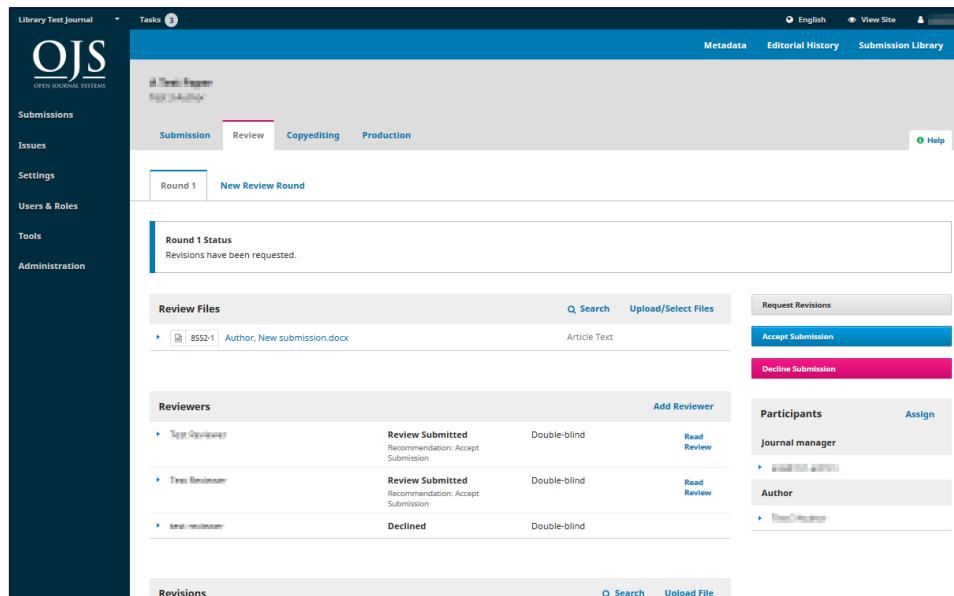 Library Test Journal
Tasks 3
English
View Site
OJS
OPEN JOURNAL SYSTEMS
Metadata
Editorial History
Submission Library
Submissions
Issues
Settings
Users & Roles
Tools
Administration
Submission
Review
Copyediting
Production
Help
Round 1
New Review Round
Round 1 Status
Revisions have been requested.
Review Files
Search
Upload/Select Files
8552-1 Author, New submission.docx
Article Text
Request Revisions
Accept Submission
Decline Submission
Reviewers
Add Reviewer
Review Submitted
Recommendation: Accept
Submission
Double-blind
Read
Review
Review Submitted
Recommendation: Accept
Submission
Double-blind
Read
Review
Declined
Double-blind
Participants
Assign
Journal manager
Author
Revisions
Search
Upload File